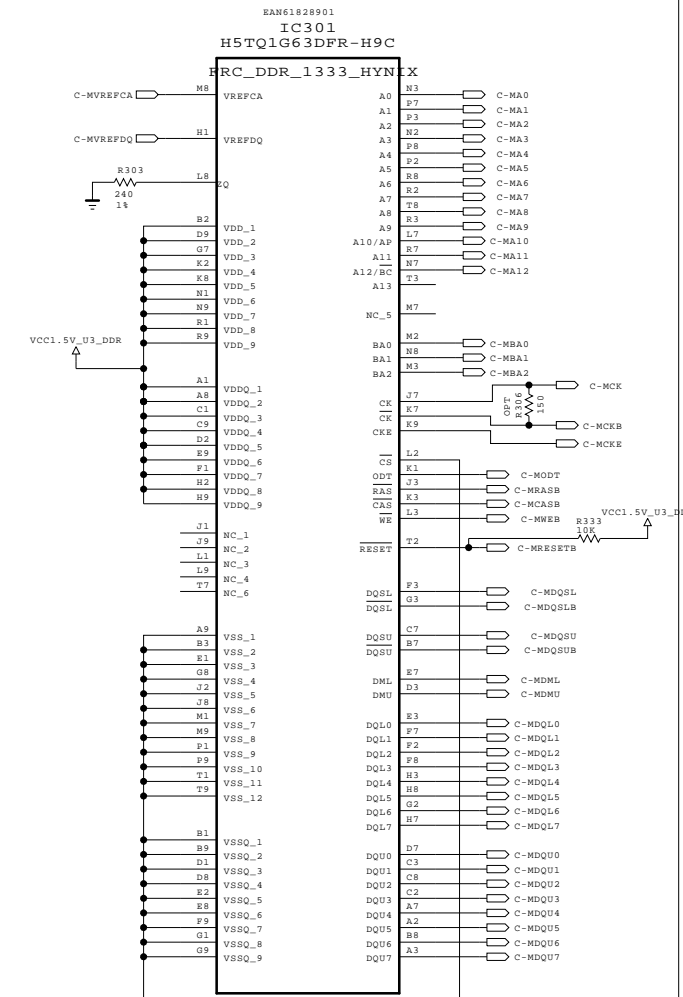 EAN61828901
IC301
H5TQ1G63DFR-H9C
FRC_DDR_1333_HYNIX
C-MVREFCA M8 VREFCA
C-MVREFDQ H1 VREFDQ
R303
240
1%
L8 ZQ
B2 VDD_1
D9 VDD_2
G7 VDD_3
K2 VDD_4
K8 VDD_5
N1 VDD_6
N9 VDD_7
R1 VDD_8
R9 VDD_9
VCC1.5V_U3_DDR
A1 VDDQ_1
A8 VDDQ_2
C1 VDDQ_3
C9 VDDQ_4
D2 VDDQ_5
E9 VDDQ_6
F1 VDDQ_7
H2 VDDQ_8
H9 VDDQ_9
J1 NC_1
J9 NC_2
L1 NC_3
L9 NC_4
T7 NC_6
A9 VSS_1
B3 VSS_2
E1 VSS_3
G8 VSS_4
J2 VSS_5
J8 VSS_6
M1 VSS_7
M9 VSS_8
P1 VSS_9
P9 VSS_10
T1 VSS_11
T9 VSS_12
B1 VSSQ_1
B9 VSSQ_2
D1 VSSQ_3
D8 VSSQ_4
E2 VSSQ_5
E8 VSSQ_6
F9 VSSQ_7
G1 VSSQ_8
G9 VSSQ_9
A0 N3 C-MA0
A1 P7 C-MA1
A2 P3 C-MA2
A3 N2 C-MA3
A4 P8 C-MA4
A5 P2 C-MA5
A6 R8 C-MA6
A7 R2 C-MA7
A8 T8 C-MA8
A9 R3 C-MA9
A10/AP L7 C-MA10
A11 R7 C-MA11
A12/BC N7 C-MA12
A13 T3
NC_5 M7
BA0 M2 C-MBA0
BA1 N8 C-MBA1
BA2 M3 C-MBA2
CK J7 C-MCK
CK K7 C-MCKB
CKE K9 C-MCKE
OPT
R306
150
CS L2
ODT K1 C-MODT
RAS J3 C-MRASB
CAS K3 C-MCASB
WE L3 C-MWEB
R333
10K
VCC1.5V_U3_D
RESET T2 C-MRESETB
DQSL F3 C-MDQSL
DQSL G3 C-MDQSLB
DQSU C7 C-MDQSU
DQSU B7 C-MDQSUB
DML E7 C-MDML
DMU D3 C-MDMU
DQL0 E3 C-MDQL0
DQL1 F7 C-MDQL1
DQL2 F2 C-MDQL2
DQL3 F8 C-MDQL3
DQL4 H3 C-MDQL4
DQL5 H8 C-MDQL5
DQL6 G2 C-MDQL6
DQL7 H7 C-MDQL7
DQU0 D7 C-MDQU0
DQU1 C3 C-MDQU1
DQU2 C8 C-MDQU2
DQU3 C2 C-MDQU3
DQU4 A7 C-MDQU4
DQU5 A2 C-MDQU5
DQU6 B8 C-MDQU6
DQU7 A3 C-MDQU7